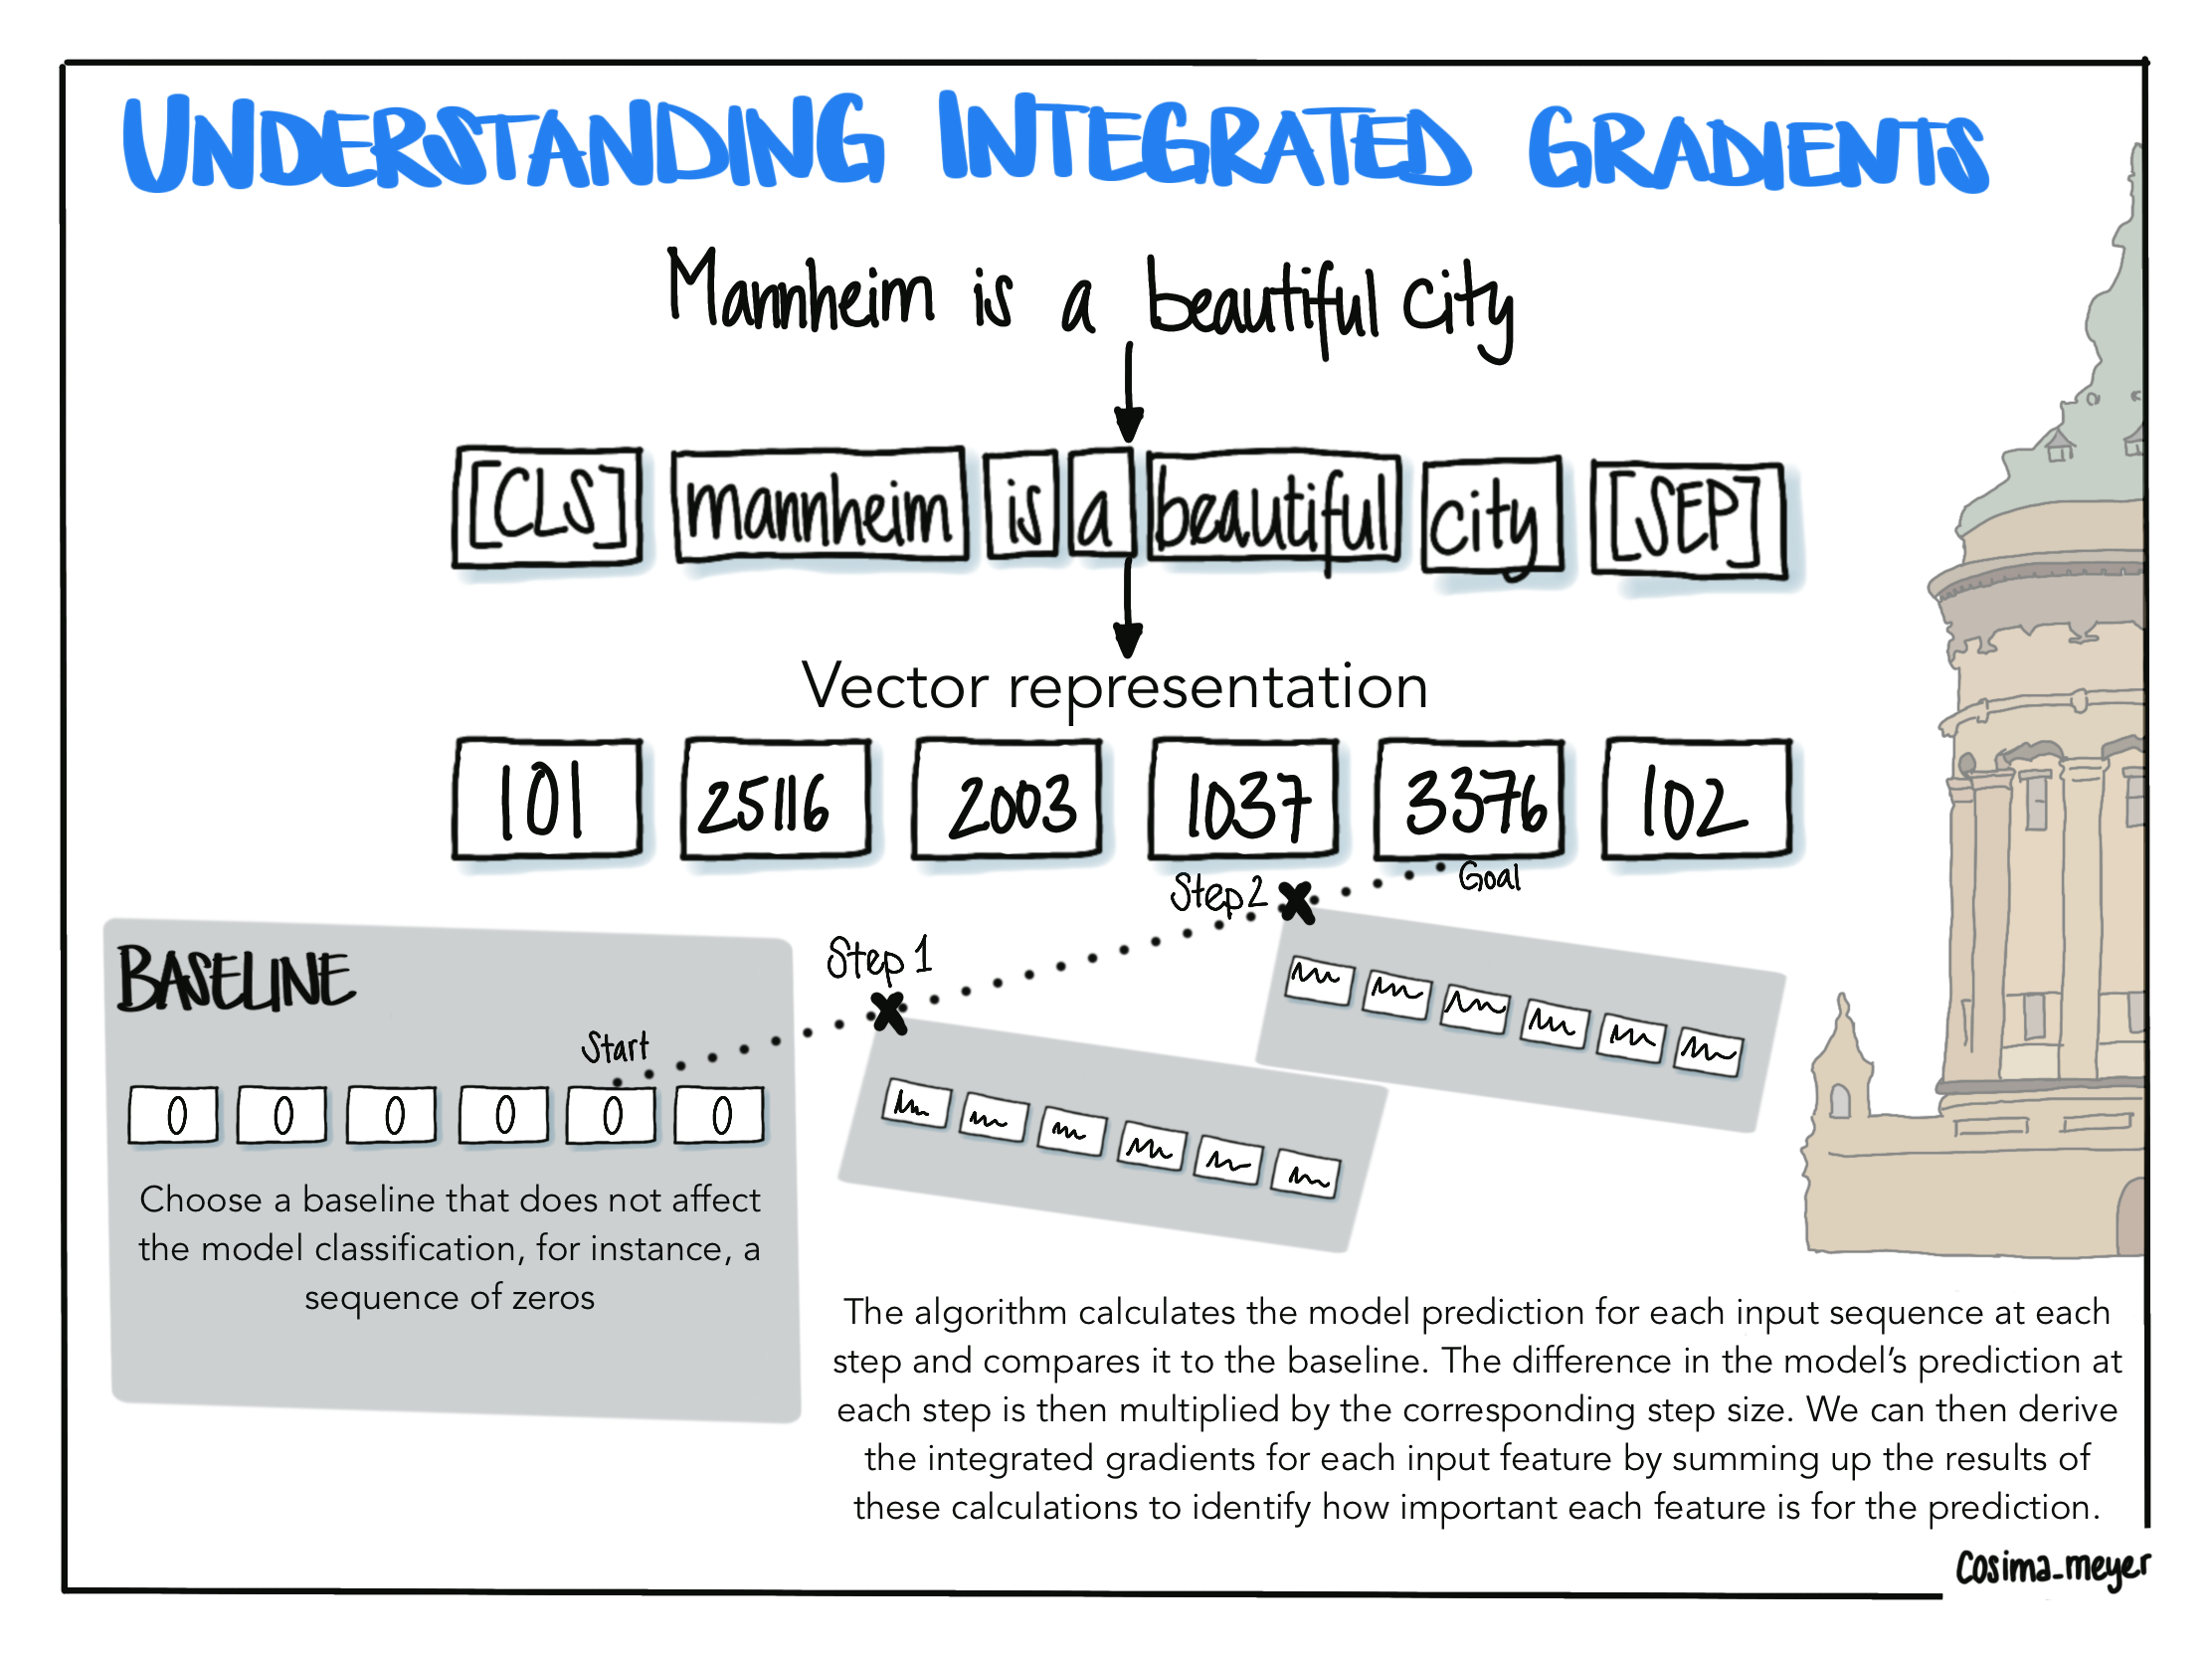 UNDERSTANDING INTEGRATED GRADIENTS
Mannheim is a beautiful city
[CLS] mannheim is a beautiful city [SEP]
Vector representation
101 25116 2003 1037 3376 102
Goal
Step 2
Step 1
BASELINE
Start
0 0 0 0 0 0
Choose a baseline that does not affect
the model classification, for instance, a
sequence of zeros
The algorithm calculates the model prediction for each input sequence at each
step and compares it to the baseline. The difference in the model’s prediction at
each step is then multiplied by the corresponding step size. We can then derive
the integrated gradients for each input feature by summing up the results of
these calculations to identify how important each feature is for the prediction.
cosima_meyer